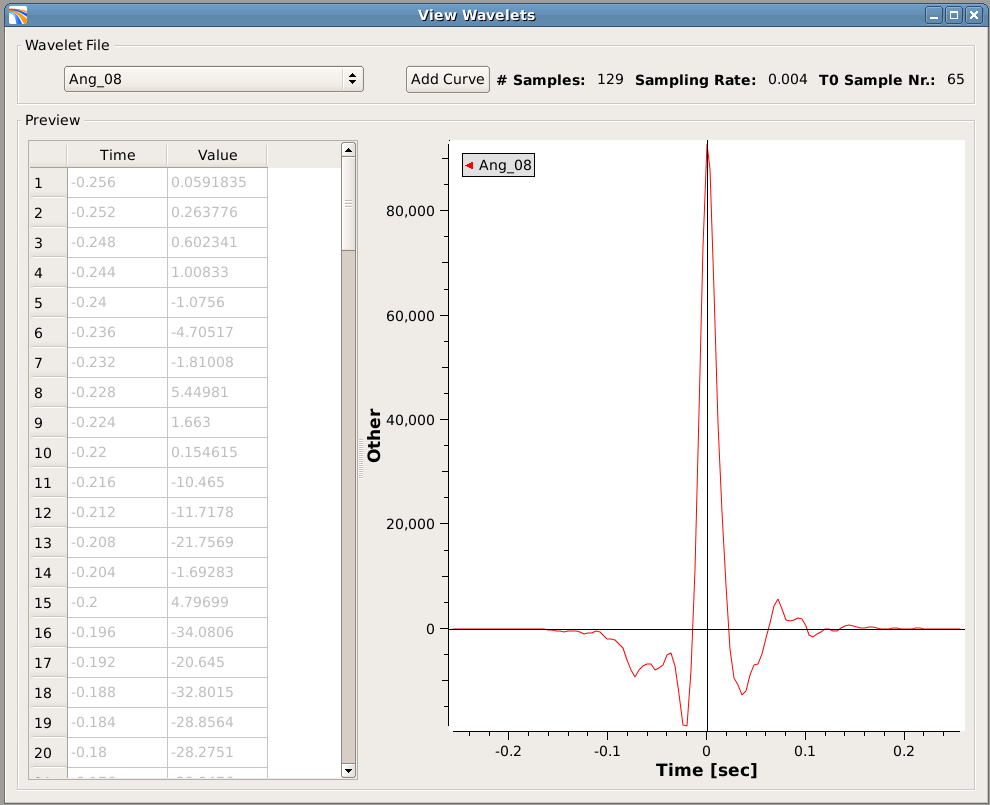 View Wavelets
Wavelet File
Ang_08 Add Curve # Samples: 129 Sampling Rate: 0.004 T0 Sample Nr.: 65
Preview
Time Value
1 -0.256 0.0591835
2 -0.252 0.263776
3 -0.248 0.602341
4 -0.244 1.00833
5 -0.24 -1.0756
6 -0.236 -4.70517
7 -0.232 -1.81008
8 -0.228 5.44981
9 -0.224 1.663
10 -0.22 0.154615
11 -0.216 -10.465
12 -0.212 -11.7178
13 -0.208 -21.7569
14 -0.204 -1.69283
15 -0.2 4.79699
16 -0.196 -34.0806
17 -0.192 -20.645
18 -0.188 -32.8015
19 -0.184 -28.8564
20 -0.18 -28.2751
Ang_08
80,000
60,000
40,000
20,000
0
Other
-0.2 -0.1 0 0.1 0.2
Time [sec]